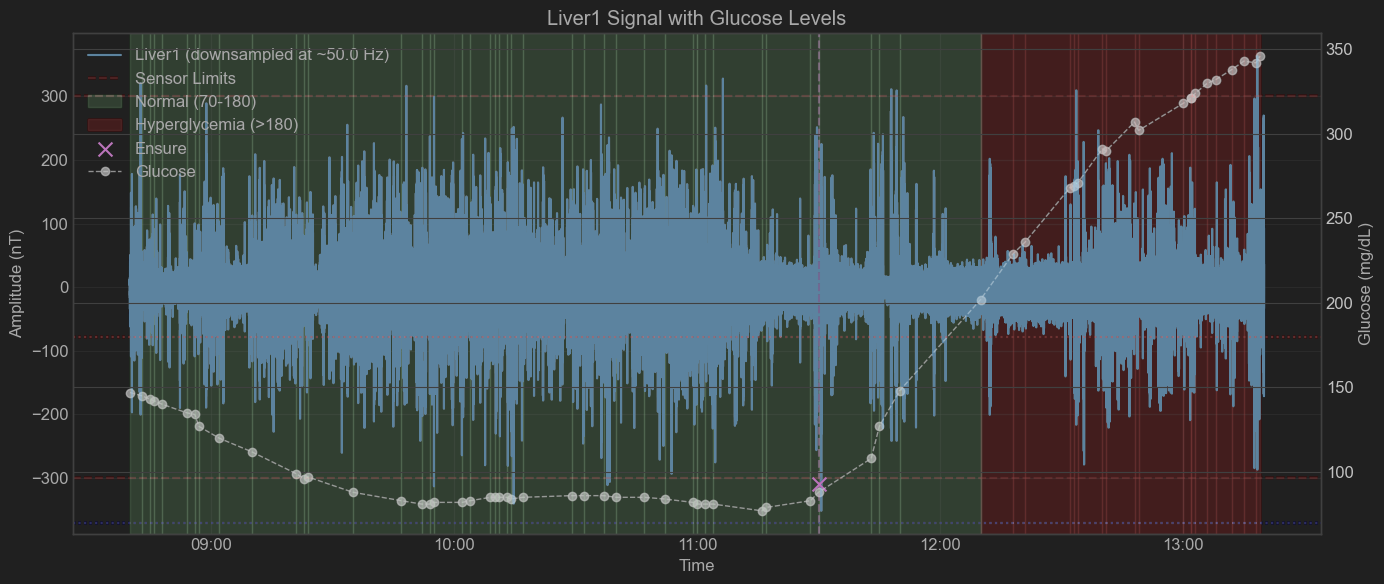 Liver1 Signal with Glucose Levels
Liver1 (downsampled at ~50.0 Hz)
Sensor Limits
Normal (70-180)
Hyperglycemia (>180)
Ensure
Glucose
Amplitude (nT)
300
200
100
0
−100
−200
−300
350
300
250
200
150
100
Glucose (mg/dL)
09:00
10:00
11:00
12:00
13:00
Time